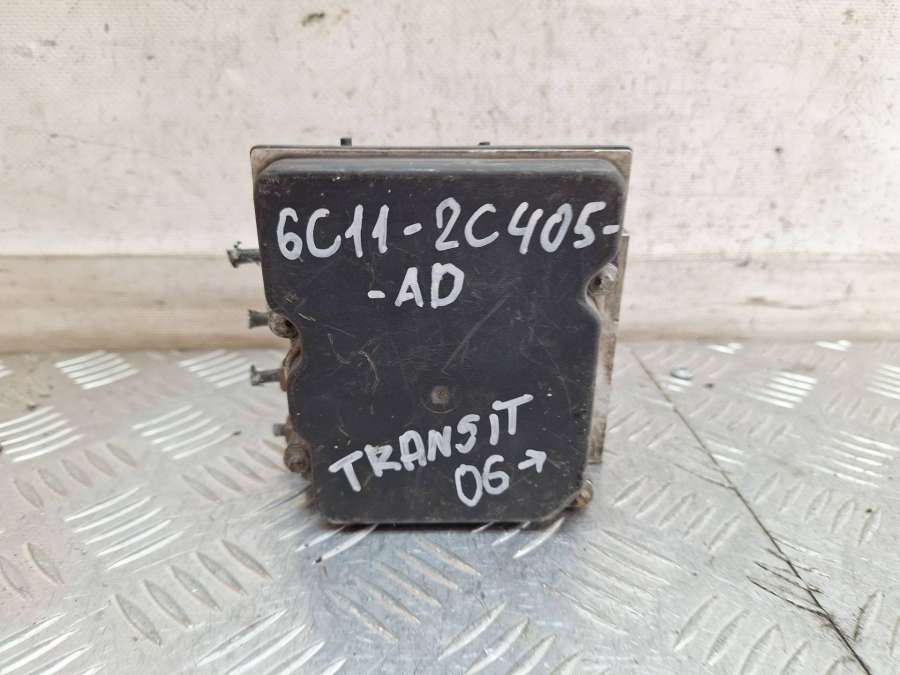 6C11-2C405-
-AD
TRANSIT
06→